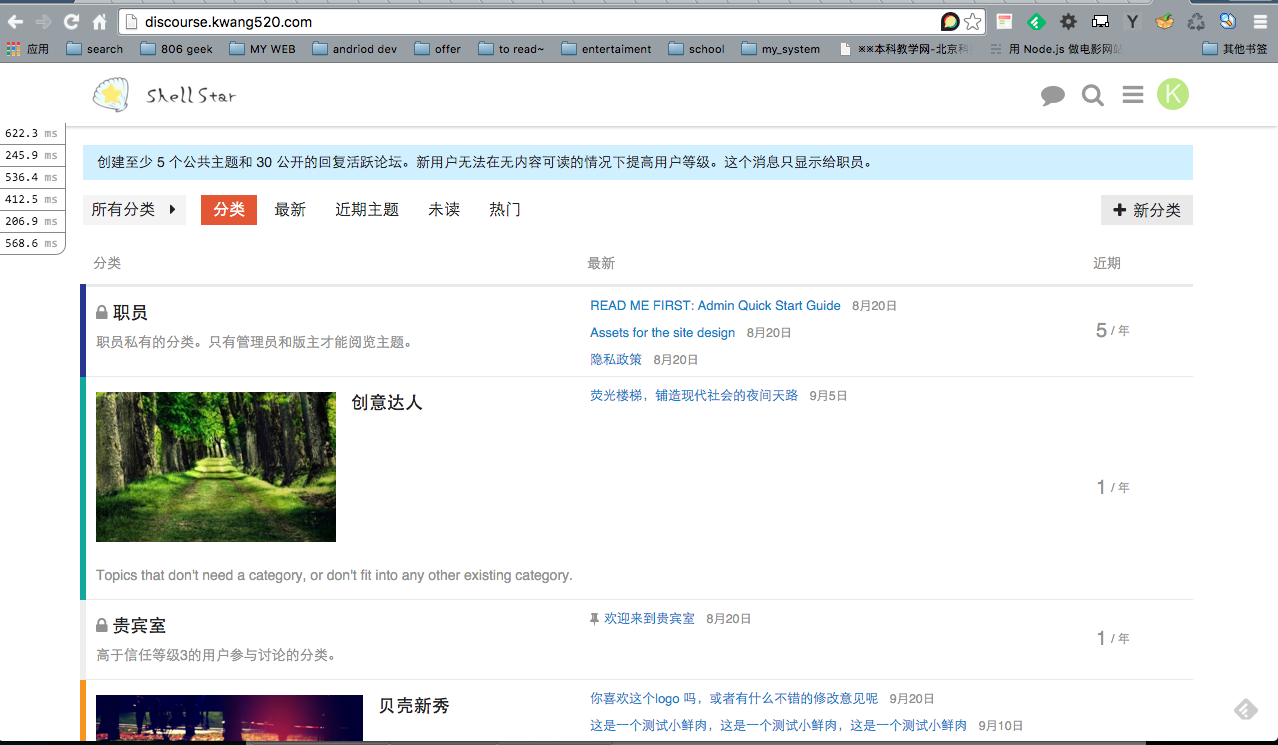 discourse.kwang520.com
应用 search 806 geek MY WEB andriod dev offer to read~ entertaiment school my_system ※※本科教学网-北京科 用 Node.js 做电影网站 其他书签
Shell Star
K
622.3 ms
245.9 ms
536.4 ms
412.5 ms
206.9 ms
568.6 ms
创建至少 5 个公共主题和 30 公开的回复活跃论坛。新用户无法在无内容可读的情况下提高用户等级。这个消息只显示给职员。
所有分类 分类 最新 近期主题 未读 热门 新分类
分类 最新 近期
职员
职员私有的分类。只有管理员和版主才能阅览主题。
READ ME FIRST: Admin Quick Start Guide 8月20日
Assets for the site design 8月20日
隐私政策 8月20日
5 / 年
创意达人
荧光楼梯，铺造现代社会的夜间天路 9月5日
1 / 年
Topics that don't need a category, or don't fit into any other existing category.
贵宾室
高于信任等级3的用户参与讨论的分类。
欢迎来到贵宾室 8月20日
1 / 年
贝壳新秀
你喜欢这个logo 吗，或者有什么不错的修改意见呢 9月20日
这是一个测试小鲜肉，这是一个测试小鲜肉，这是一个测试小鲜肉 9月10日